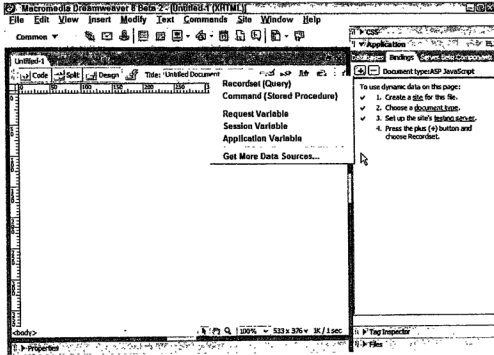 Macromedia Dreamweaver 8 Beta 2 - [Untitled-1 (XHTML)]
File Edit View Insert Modify Text Commands Site Window Help
Common
CSS
Application
Untitled-1
Databases Bindings Server Behav Components
Code Split Design Title: Untitled Document
Document type:ASP JavaScript
Recordset (Query)
Command (Stored Procedure)
Request Variable
Session Variable
Application Variable
Get More Data Sources...
To use dynamic data on this page:
1. Create a site for this file.
2. Choose a document type.
3. Set up the site's testing server.
4. Press the plus (+) button and
choose Recordset.
<body>
100% 533 x 376 1K / 1 sec
Properties
Tag Inspector
Files